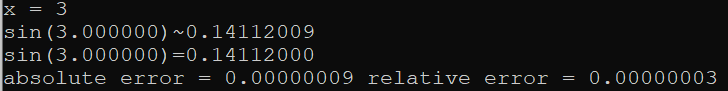 x = 3
sin(3.000000)~0.14112009
sin(3.000000)=0.14112000
absolute error = 0.00000009 relative error = 0.00000003